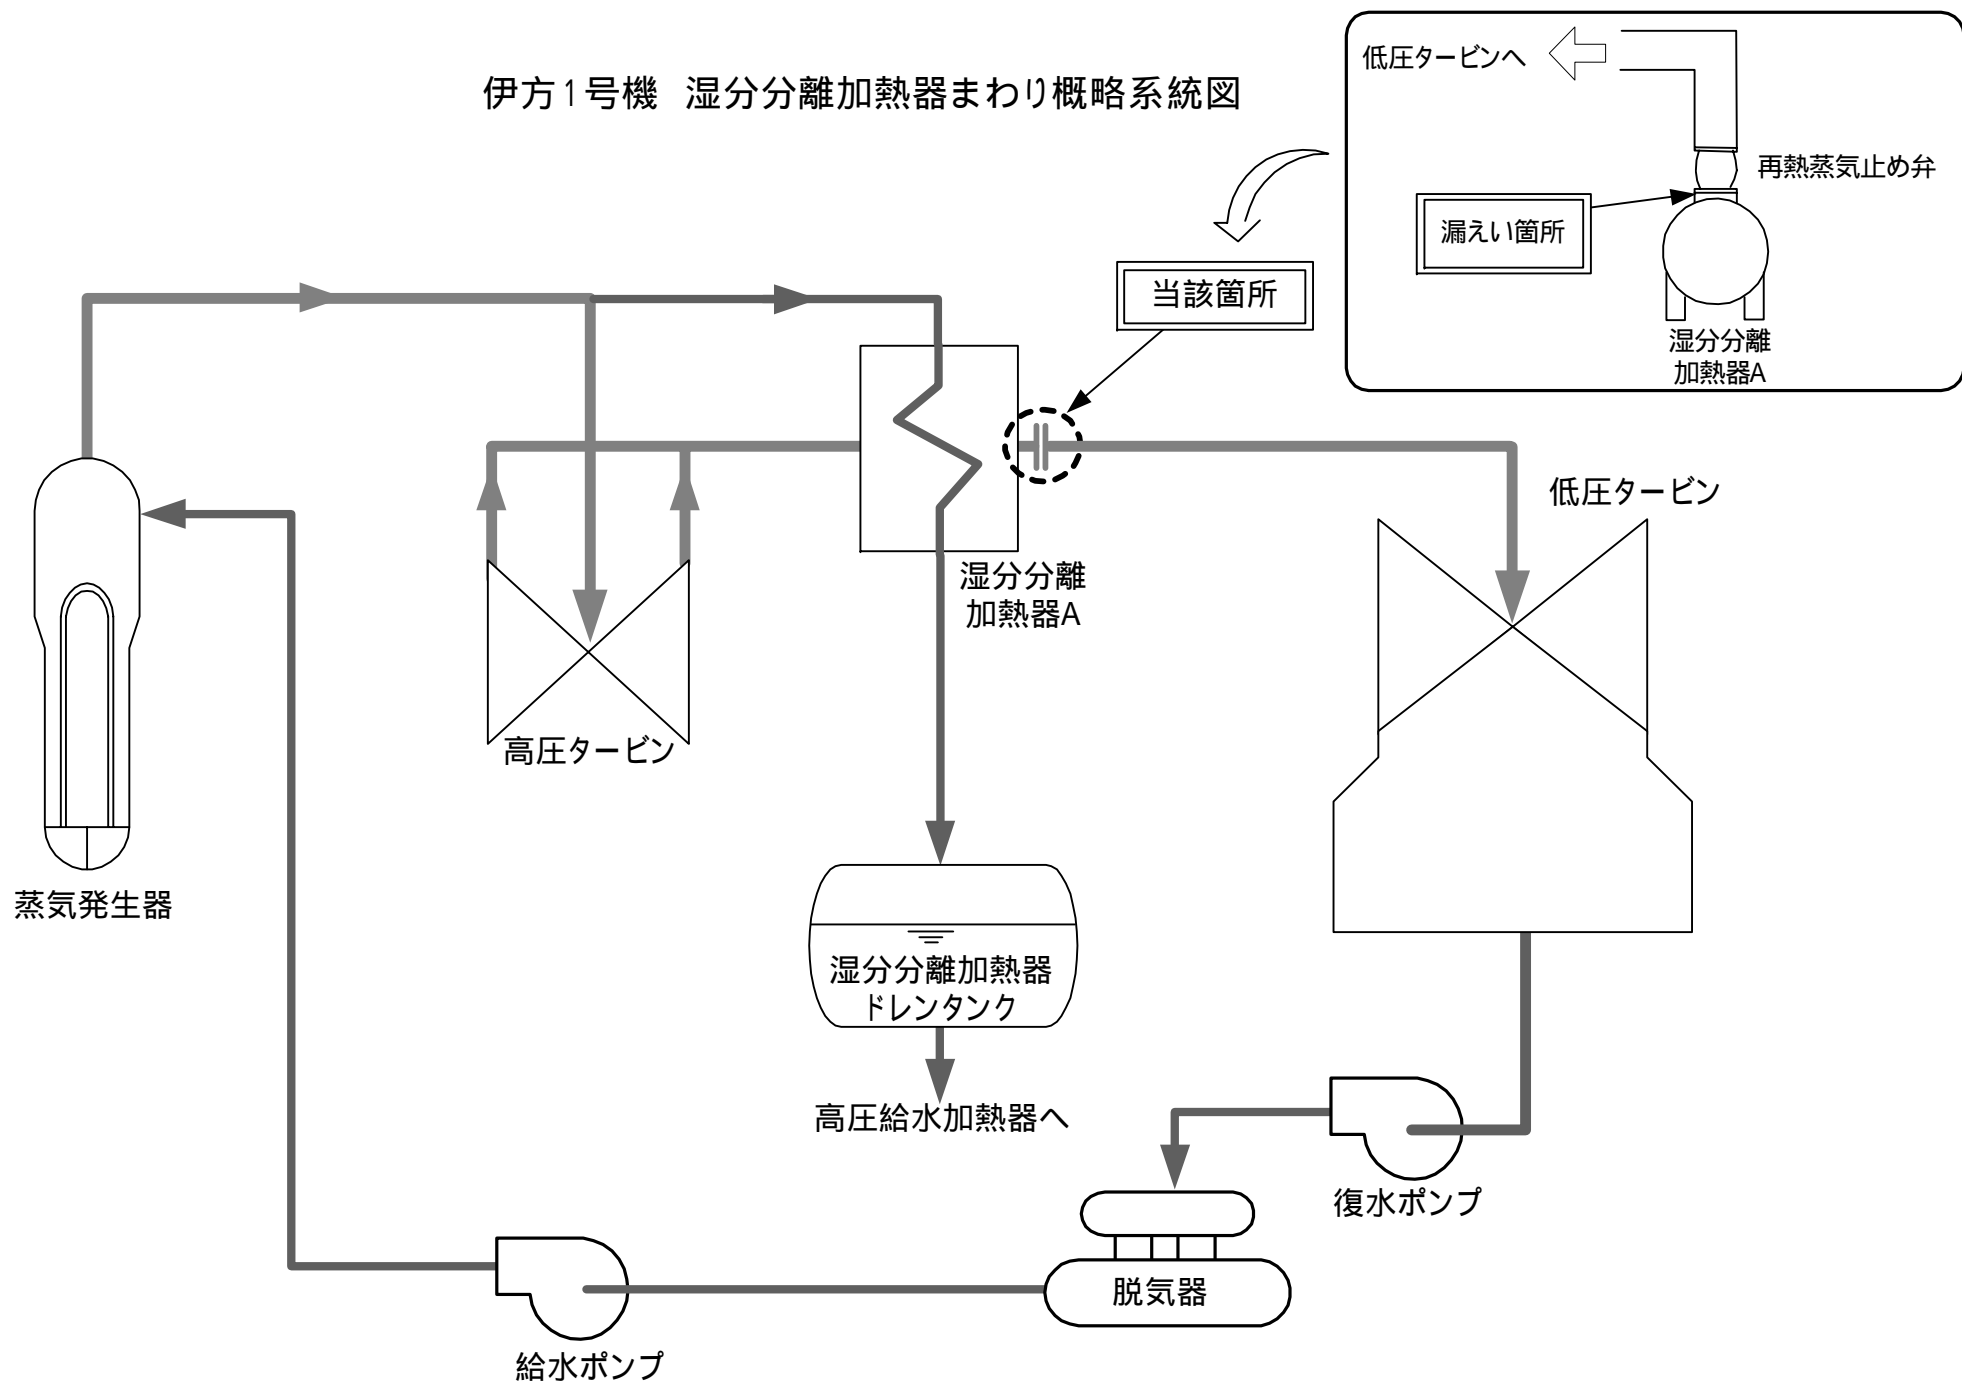 伊方1号機 湿分分離加熱器まわり概略系統図
低圧タービンへ
再熱蒸気止め弁
漏えい箇所
湿分分離
加熱器A
当該箇所
低圧タービン
湿分分離
加熱器A
高圧タービン
蒸気発生器
湿分分離加熱器
ドレンタンク
高圧給水加熱器へ
復水ポンプ
脱気器
給水ポンプ